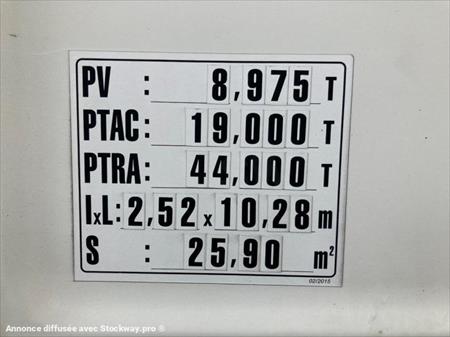 PV : 8,975 T
PTAC: 19,000 T
PTRA: 44,000 T
IxL: 2,52 x 10,28 m
S : 25,90 m²
02/2015
Annonce diffusée avec Stockway.pro ®